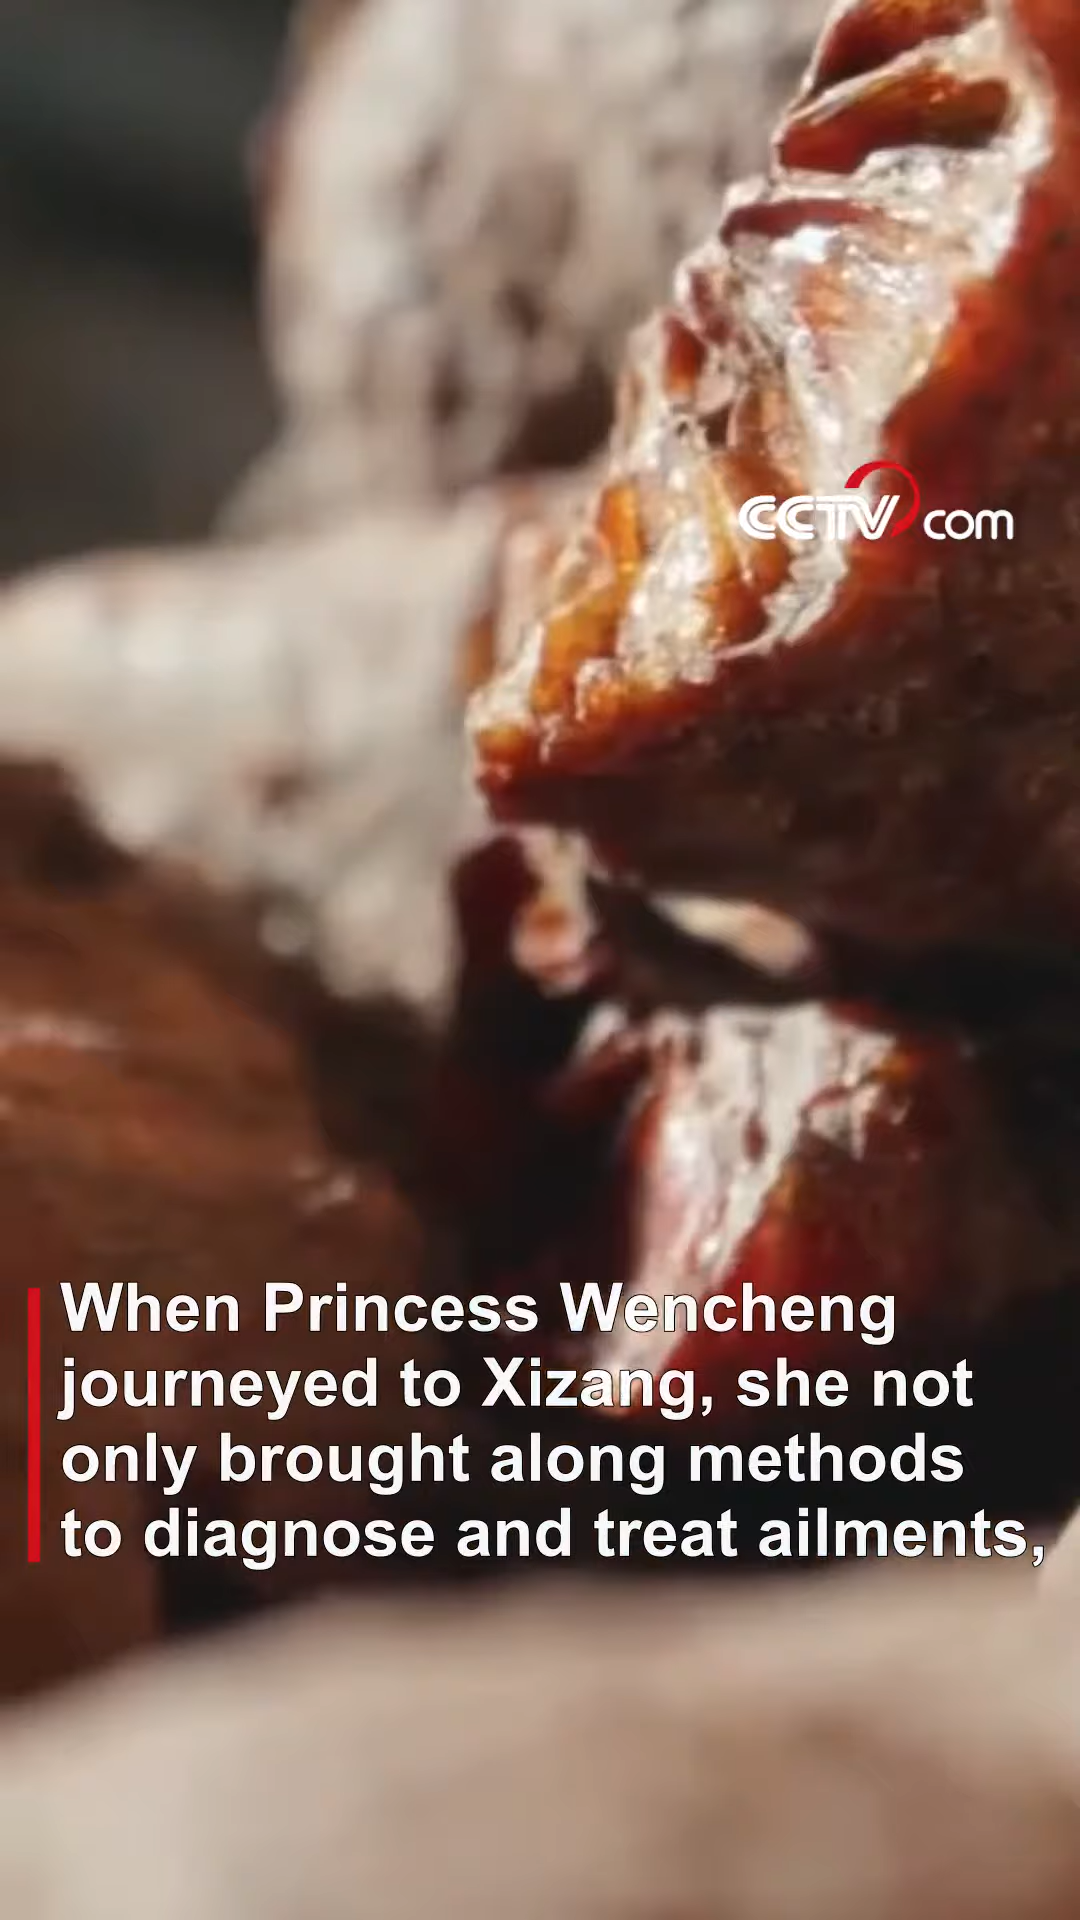 CCTV com
When Princess Wencheng
journeyed to Xizang, she not
only brought along methods
to diagnose and treat ailments,